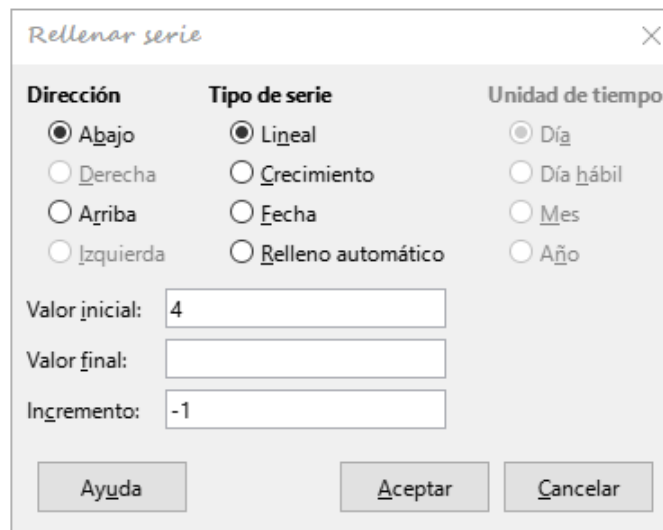 Rellenar serie
Dirección Tipo de serie Unidad de tiempo
Abajo Lineal Día
Derecha Crecimiento Día hábil
Arriba Fecha Mes
Izquierda Relleno automático Año
Valor inicial: 4
Valor final:
Incremento: -1
Ayuda Aceptar Cancelar